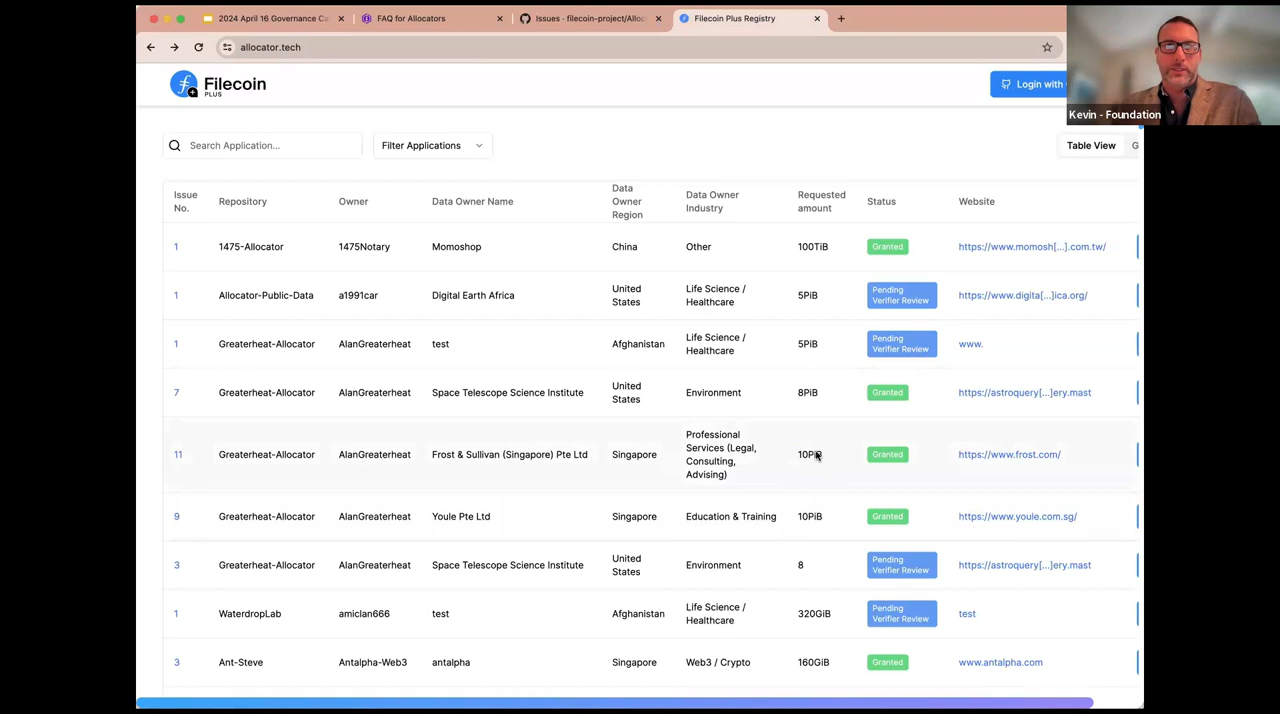 2024 April 16 Governance Ca
FAQ for Allocators
Issues · filecoin-project/Alloc
Filecoin Plus Registry
allocator.tech
Filecoin
PLUS
Login with
Kevin - Foundation
Search Application...
Filter Applications
Table View
G
Issue
No.
Repository
Owner
Data Owner Name
Data
Owner
Region
Data Owner
Industry
Requested
amount
Status
Website
1
1475-Allocator
1475Notary
Momoshop
China
Other
100TiB
Granted
https://www.momosh[...].com.tw/
1
Allocator-Public-Data
a1991car
Digital Earth Africa
United
States
Life Science /
Healthcare
5PiB
Pending
Verifier Review
https://www.digita[...]ica.org/
1
Greaterheat-Allocator
AlanGreaterheat
test
Afghanistan
Life Science /
Healthcare
5PiB
Pending
Verifier Review
www.
7
Greaterheat-Allocator
AlanGreaterheat
Space Telescope Science Institute
United
States
Environment
8PiB
Granted
https://astroquery[...]ery.mast
11
Greaterheat-Allocator
AlanGreaterheat
Frost & Sullivan (Singapore) Pte Ltd
Singapore
Professional
Services (Legal,
Consulting,
Advising)
10PiB
Granted
https://www.frost.com/
9
Greaterheat-Allocator
AlanGreaterheat
Youle Pte Ltd
Singapore
Education & Training
10PiB
Granted
https://www.youle.com.sg/
3
Greaterheat-Allocator
AlanGreaterheat
Space Telescope Science Institute
United
States
Environment
8
Pending
Verifier Review
https://astroquery[...]ery.mast
1
WaterdropLab
amiclan666
test
Afghanistan
Life Science /
Healthcare
320GiB
Pending
Verifier Review
test
3
Ant-Steve
Antalpha-Web3
antalpha
Singapore
Web3 / Crypto
160GiB
Granted
www.antalpha.com